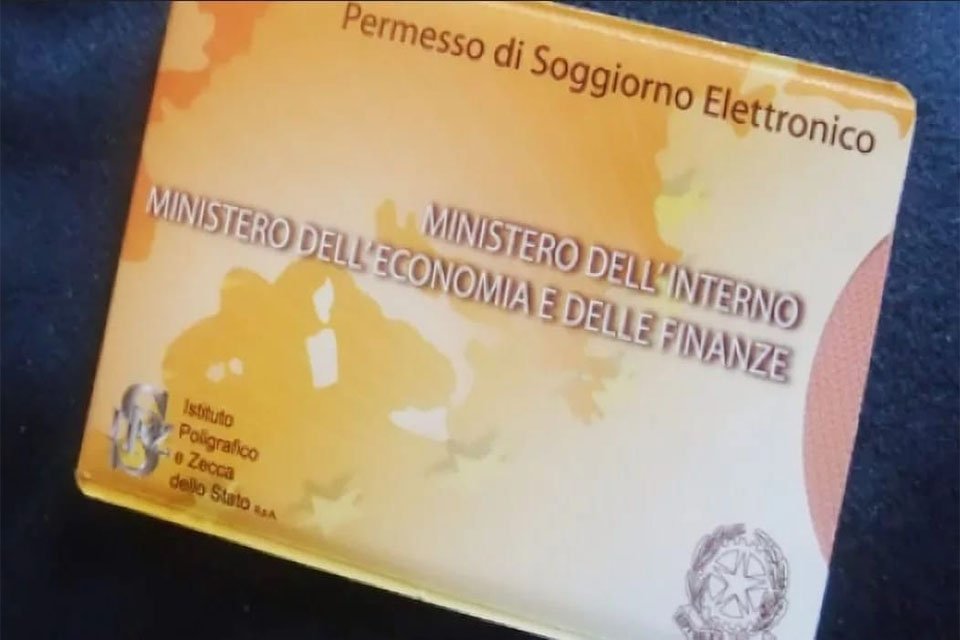 Permesso di Soggiorno Elettronico
MINISTERO DELL'INTERNO
MINISTERO DELL'ECONOMIA E DELLE FINANZE
Istituto
Poligrafico
e Zecca
dello Stato S.p.A.